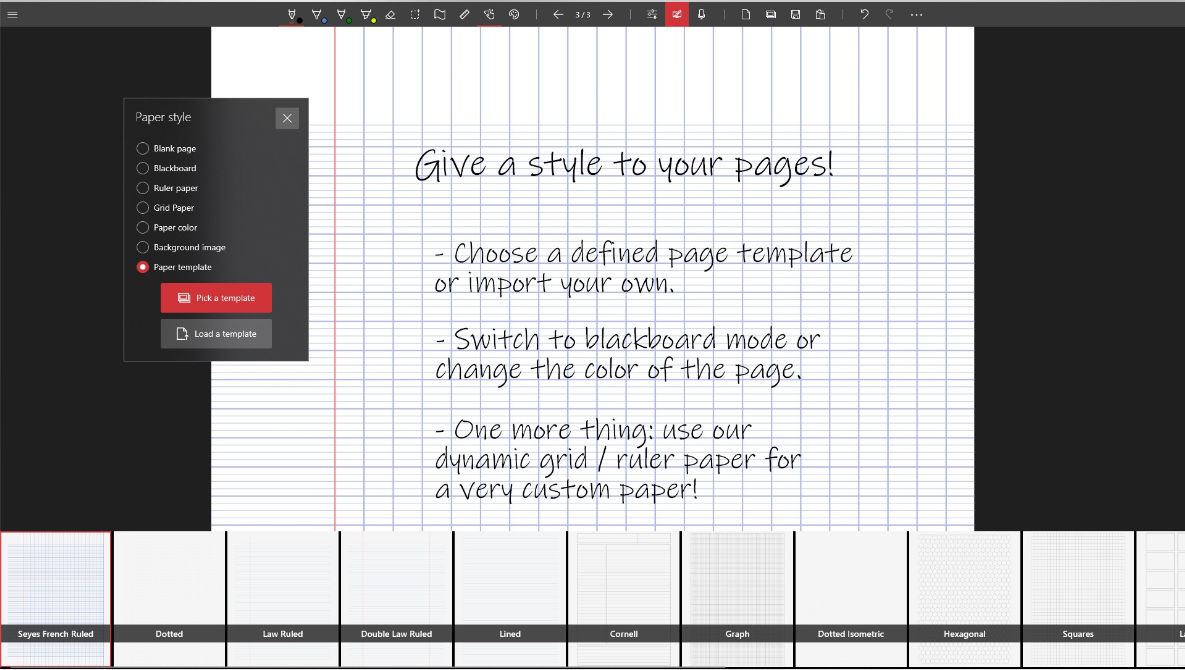 3 / 3
Paper style
Blank page
Blackboard
Ruler paper
Grid Paper
Paper color
Background image
Paper template
Pick a template
Load a template
Give a style to your pages!
- Choose a defined page template
or import your own.
- Switch to blackboard mode or
change the color of the page.
- One more thing: use our
dynamic grid / ruler paper for
a very custom paper!
Seyes French Ruled
Dotted
Law Ruled
Double Law Ruled
Lined
Cornell
Graph
Dotted Isometric
Hexagonal
Squares